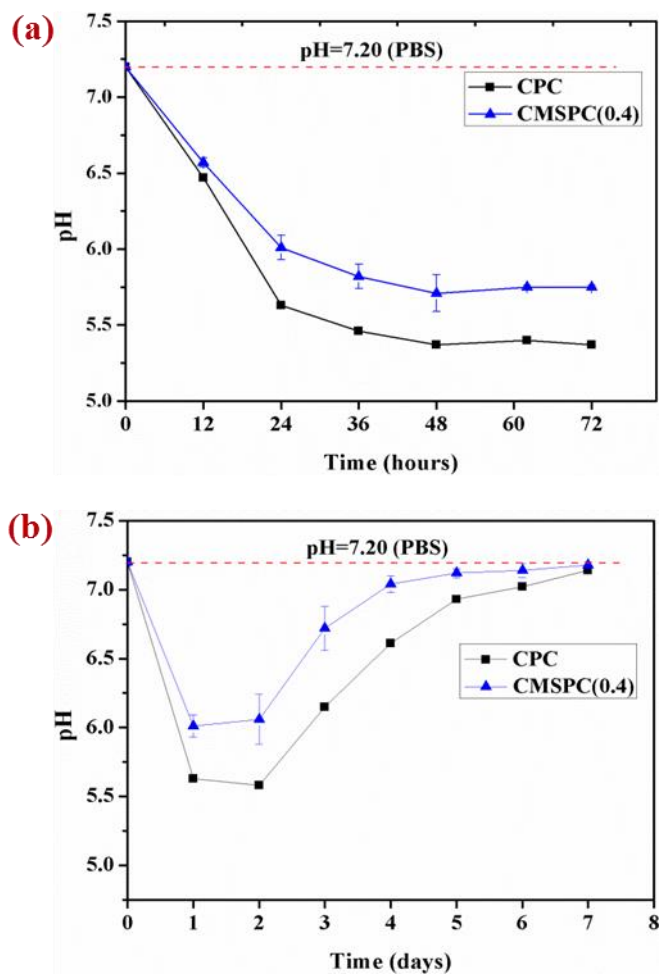 (a)
7.5
pH=7.20 (PBS)
7.0
CPC
CMSPC(0.4)
6.5
pH
6.0
5.5
5.0
0 12 24 36 48 60 72
Time (hours)
(b)
7.5
pH=7.20 (PBS)
7.0
CPC
CMSPC(0.4)
6.5
pH
6.0
5.5
5.0
0 1 2 3 4 5 6 7 8
Time (days)